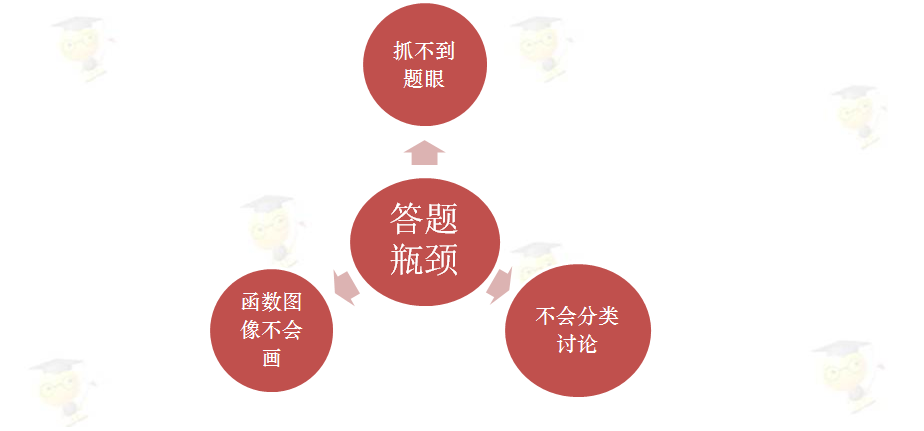 抓不到
题眼
答题
瓶颈
函数图
像不会
画
不会分类
讨论